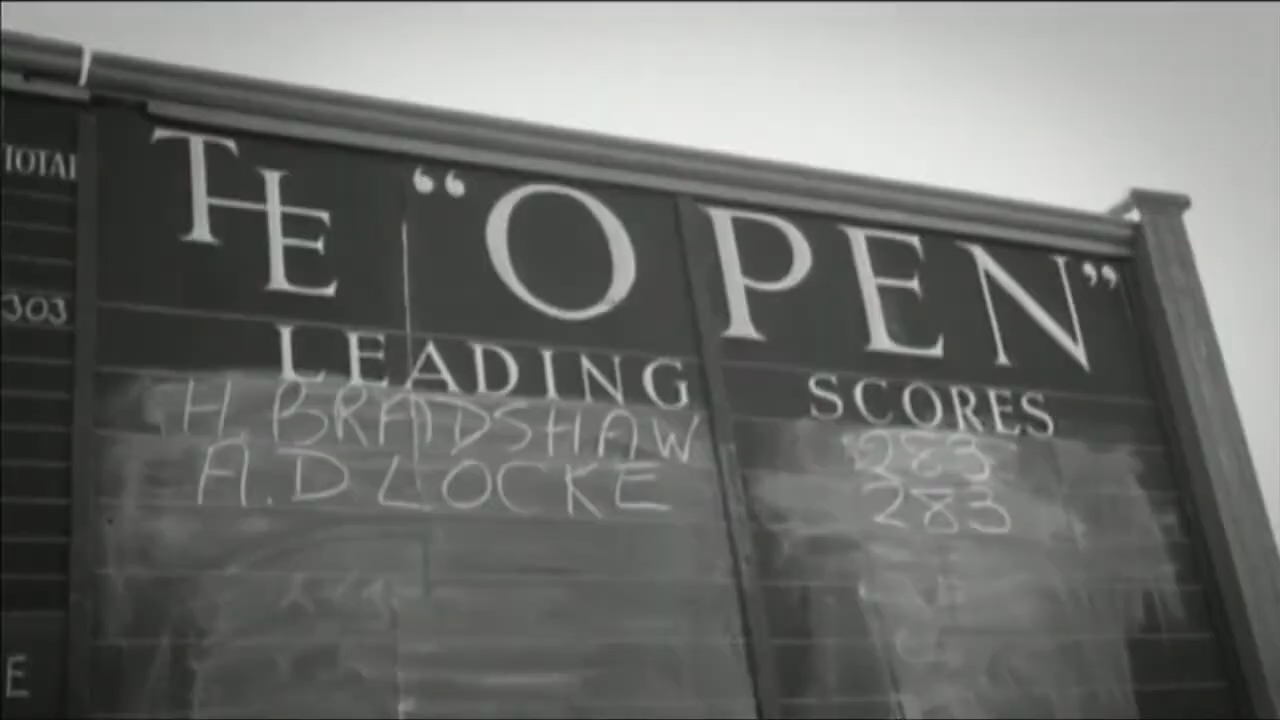 TOTAL
303
E
THE “OPEN”
LEADING SCORES
H. BRADSHAW 283
A.D LOCKE 283